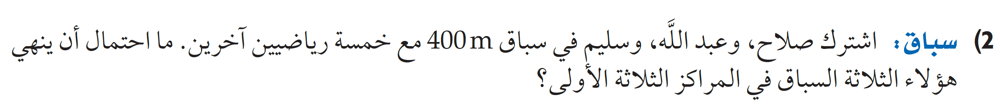 2) سباق: اشترك صلاح، وعبد اللَّه، وسليم في سباق 400 m مع خمسة رياضيين آخرين. ما احتمال أن ينهي
هؤلاء الثلاثة السباق في المراكز الثلاثة الأولى؟